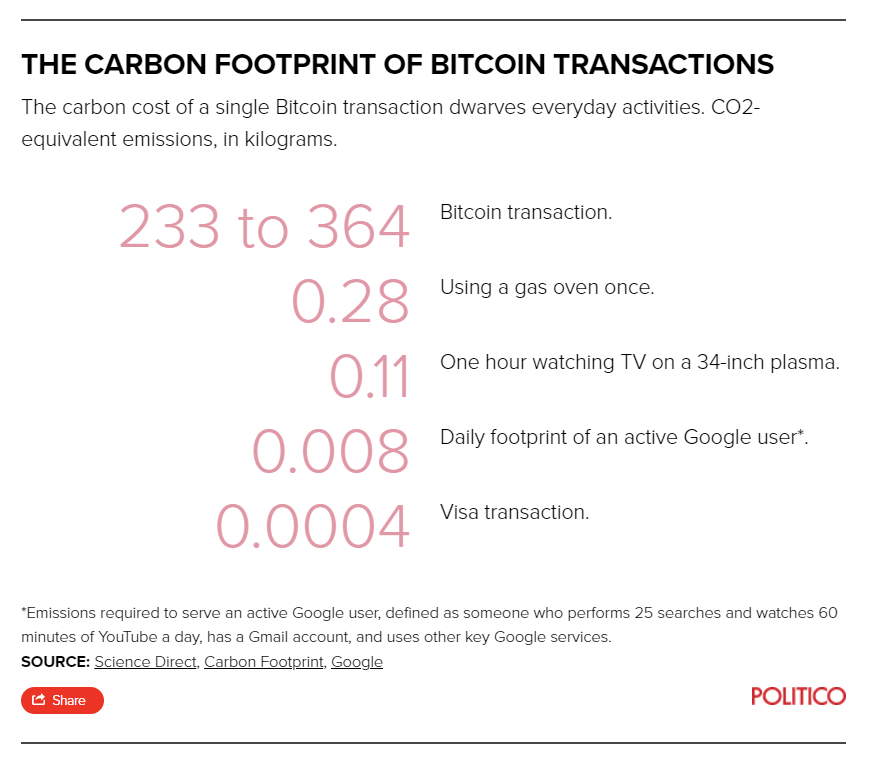 THE CARBON FOOTPRINT OF BITCOIN TRANSACTIONS
The carbon cost of a single Bitcoin transaction dwarves everyday activities. CO2-
equivalent emissions, in kilograms.
233 to 364 Bitcoin transaction.
0.28 Using a gas oven once.
0.11 One hour watching TV on a 34-inch plasma.
0.008 Daily footprint of an active Google user*.
0.0004 Visa transaction.
*Emissions required to serve an active Google user, defined as someone who performs 25 searches and watches 60
minutes of YouTube a day, has a Gmail account, and uses other key Google services.
SOURCE: Science Direct, Carbon Footprint, Google
Share
POLITICO